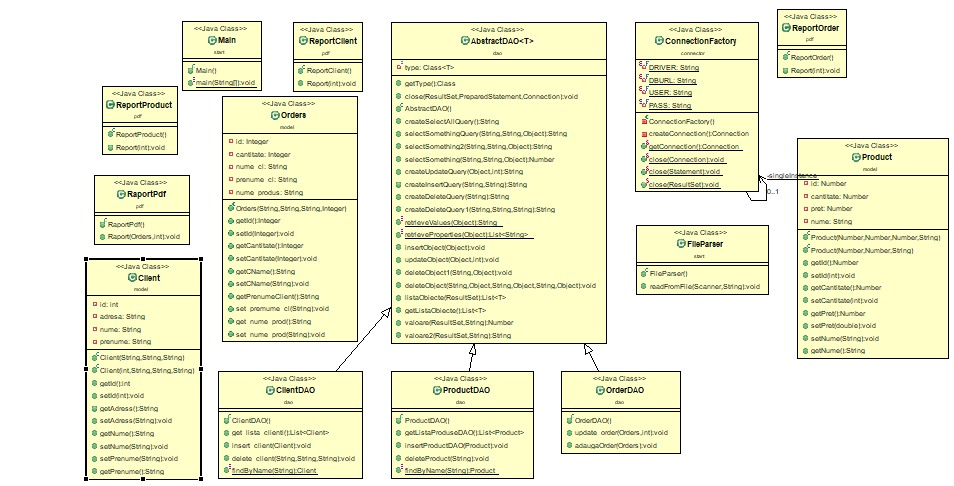 <<Java Class>>
Main
start
Main()
main(String[]):void
<<Java Class>>
ReportClient
pdf
ReportClient()
Report(int):void
<<Java Class>>
AbstractDAO<T>
dao
type: Class<T>
getType():Class
close(ResultSet,PreparedStatement,Connection):void
AbstractDAO()
createSelectAllQuery():String
selectSomethingQuery(String,String,Object):String
selectSomething2(String,String,Object):String
selectSomething(String,String,Object):Number
createUpdateQuery(Object,int):String
createInsertQuery(String,String):String
createDeleteQuery(String):String
createDeleteQuery1(String,String,String):String
retrieveValues(Object):String
retrieveProperties(Object):List<String>
insertObject(Object):void
updateObject(Object,int):void
deleteObject1(String,Object):void
deleteObject(String,Object,String,Object,String,Object):void
listaObiecte(ResultSet):List<T>
getListaObiecte():List<T>
valoare(ResultSet,String):Number
valoare2(ResultSet,String):String
<<Java Class>>
ConnectionFactory
connector
DRIVER: String
DBURL: String
USER: String
PASS: String
ConnectionFactory()
createConnection():Connection
getConnection():Connection
close(Connection):void
close(Statement):void
close(ResultSet):void
-singleInstance
0..1
<<Java Class>>
ReportOrder
pdf
ReportOrder()
Report(int):void
<<Java Class>>
ReportProduct
pdf
ReportProduct()
Report(int):void
<<Java Class>>
Orders
model
id: Integer
cantitate: Integer
nume_cl: String
prenume_cl: String
nume_produs: String
Orders(String,String,String,Integer)
getId():Integer
setId(Integer):void
getCantitate():Integer
setCantitate(Integer):void
getCName():String
setCName(String):void
getPrenumeClient():String
set_prenume_cl(String):void
get_nume_prod():String
set_nume_prod(String):void
<<Java Class>>
Product
model
id: Number
cantitate: Number
pret: Number
nume: String
Product(Number,Number,Number,String)
Product(Number,Number,String)
getId():Number
setId(int):void
getCantitate():Number
setCantitate(int):void
getPret():Number
setPret(double):void
setNume(String):void
getNume():String
<<Java Class>>
RaportPdf
pdf
RaportPdf()
Raport(Orders,int):void
<<Java Class>>
FileParser
start
FileParser()
readFromFile(Scanner,String):void
<<Java Class>>
Client
model
id: int
adresa: String
nume: String
prenume: String
Client(String,String,String)
Client(int,String,String,String)
getId():int
setId(int):void
getAdress():String
setAdress(String):void
getNume():String
setNume(String):void
setPrenume(String):void
getPrenume():String
<<Java Class>>
ClientDAO
dao
ClientDAO()
get_lista_clienti():List<Client>
insert_client(Client):void
delete_client(String,String,String):void
findByName(String):Client
<<Java Class>>
ProductDAO
dao
ProductDAO()
getListaProduseDAO():List<Product>
insertProductDAO(Product):void
deleteProduct(String):void
findByName(String):Product
<<Java Class>>
OrderDAO
dao
OrderDAO()
update_order(Orders,int):void
adaugaOrder(Orders):void